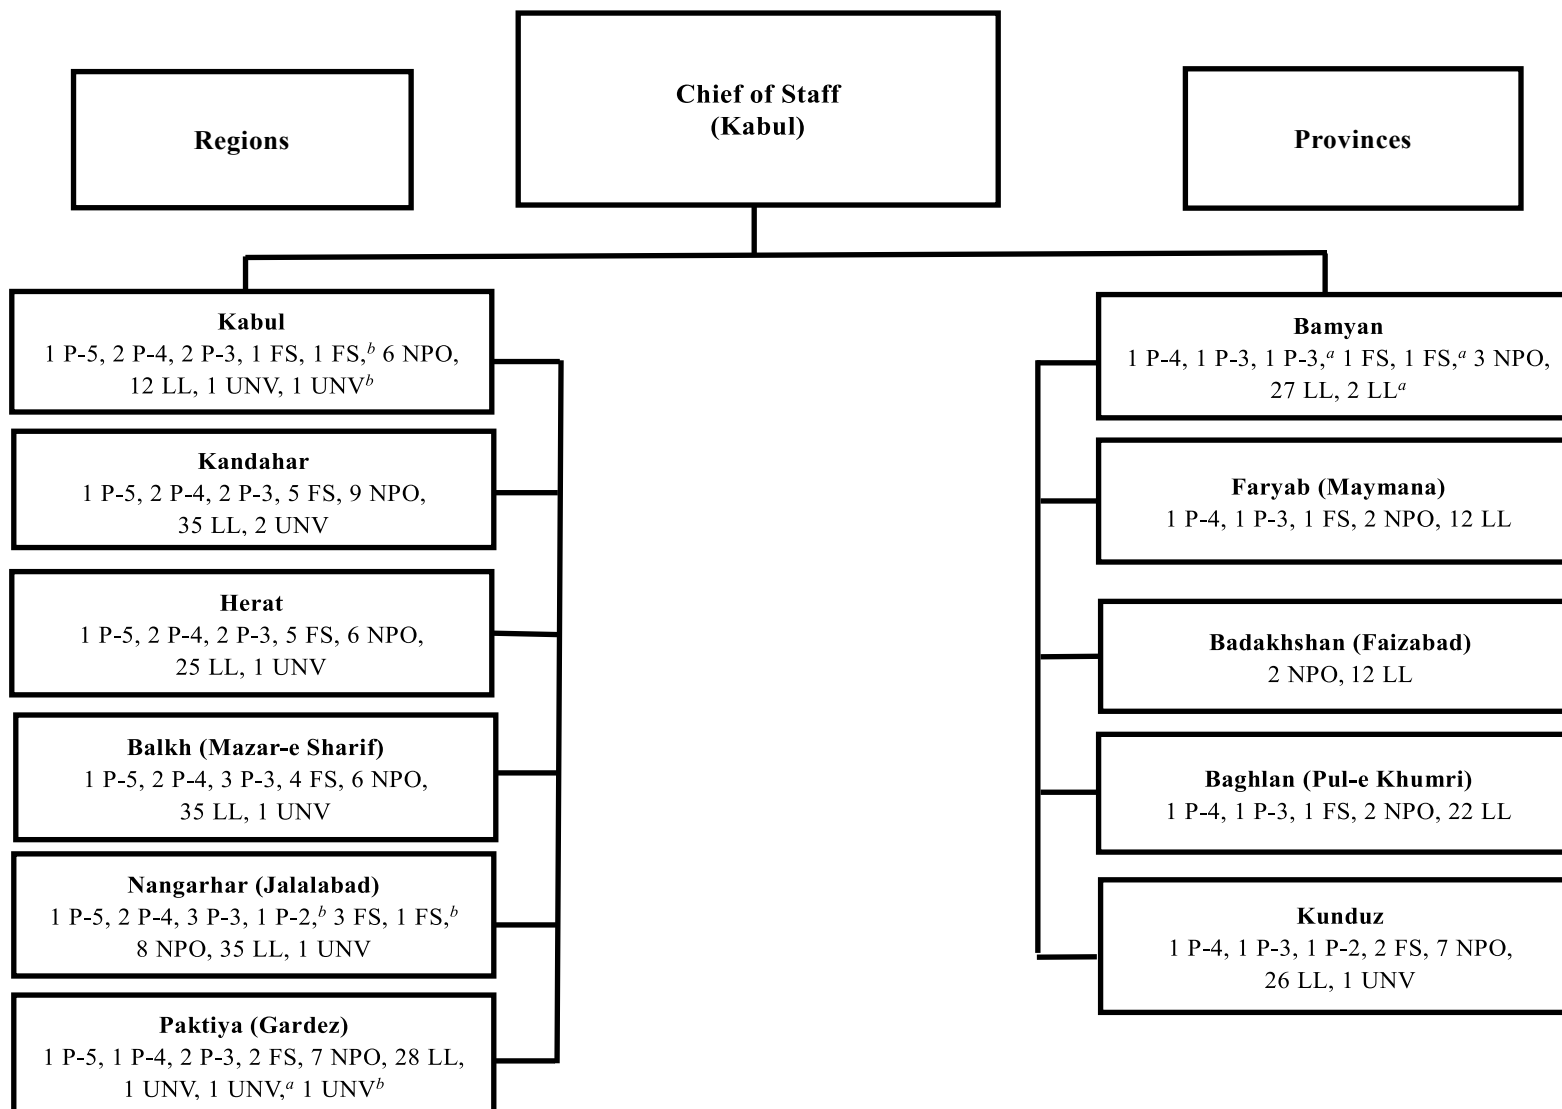 Chief of Staff
(Kabul)
Regions
Provinces
Kabul
1 P-5, 2 P-4, 2 P-3, 1 FS, 1 FS,ᵇ 6 NPO,
12 LL, 1 UNV, 1 UNVᵇ
Kandahar
1 P-5, 2 P-4, 2 P-3, 5 FS, 9 NPO,
35 LL, 2 UNV
Herat
1 P-5, 2 P-4, 2 P-3, 5 FS, 6 NPO,
25 LL, 1 UNV
Balkh (Mazar-e Sharif)
1 P-5, 2 P-4, 3 P-3, 4 FS, 6 NPO,
35 LL, 1 UNV
Nangarhar (Jalalabad)
1 P-5, 2 P-4, 3 P-3, 1 P-2,ᵇ 3 FS, 1 FS,ᵇ
8 NPO, 35 LL, 1 UNV
Paktiya (Gardez)
1 P-5, 1 P-4, 2 P-3, 2 FS, 7 NPO, 28 LL,
1 UNV, 1 UNV,ᵃ 1 UNVᵇ
Bamyan
1 P-4, 1 P-3, 1 P-3,ᵃ 1 FS, 1 FS,ᵃ 3 NPO,
27 LL, 2 LLᵃ
Faryab (Maymana)
1 P-4, 1 P-3, 1 FS, 2 NPO, 12 LL
Badakhshan (Faizabad)
2 NPO, 12 LL
Baghlan (Pul-e Khumri)
1 P-4, 1 P-3, 1 FS, 2 NPO, 22 LL
Kunduz
1 P-4, 1 P-3, 1 P-2, 2 FS, 7 NPO,
26 LL, 1 UNV